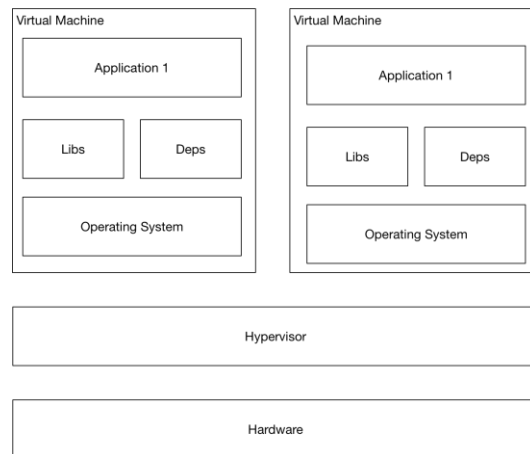 Virtual Machine
Application 1
Libs
Deps
Operating System
Virtual Machine
Application 1
Libs
Deps
Operating System
Hypervisor
Hardware